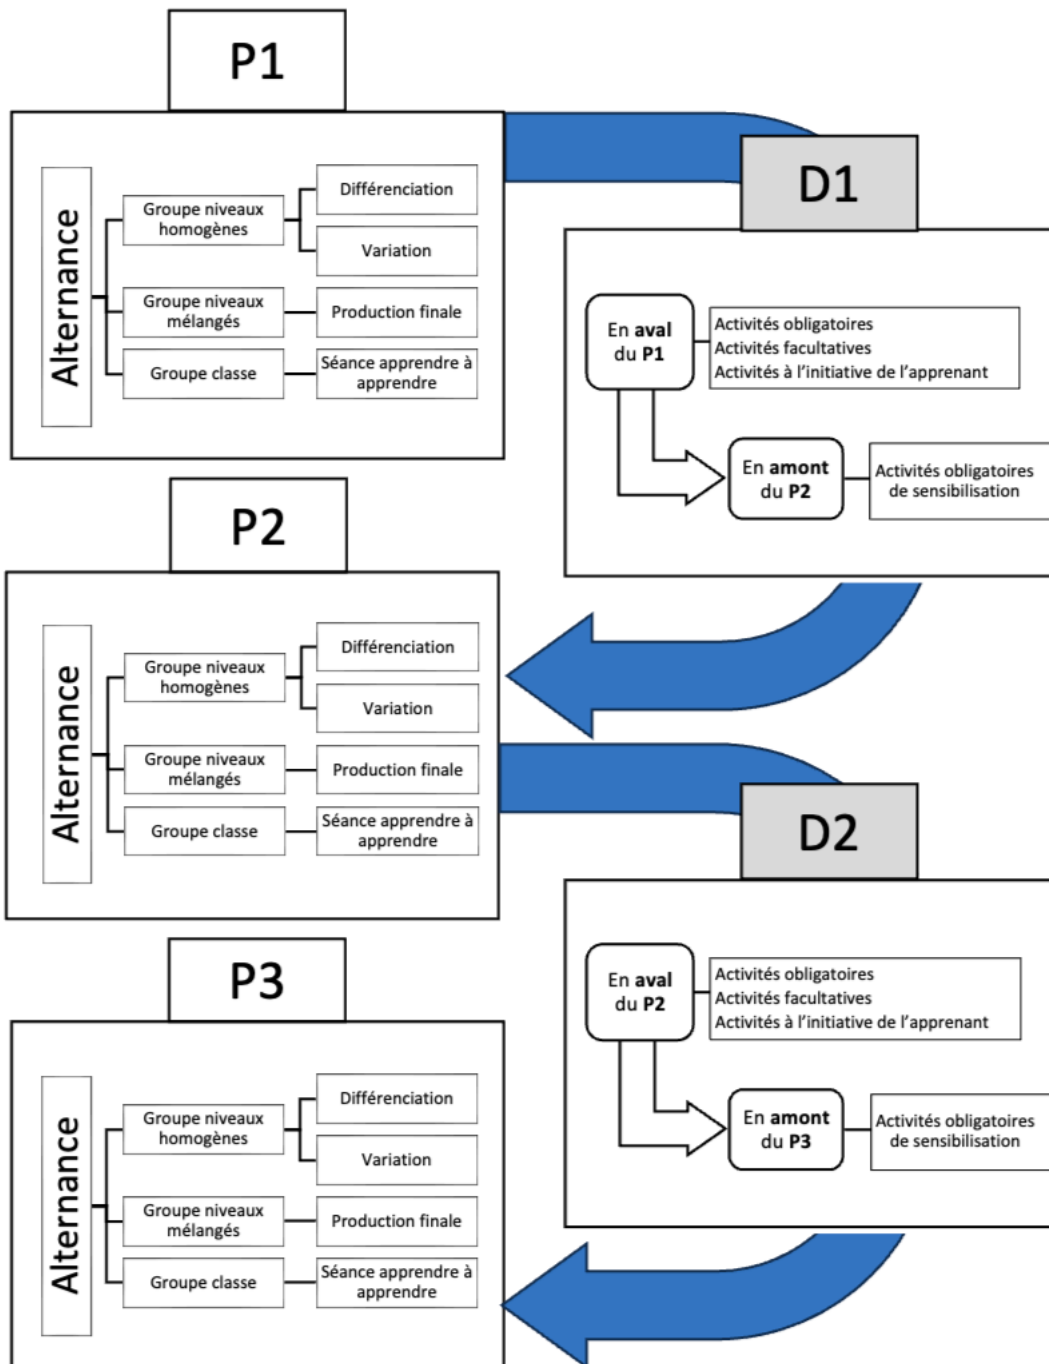 P1
Alternance
Groupe niveaux
homogènes
Différenciation
Variation
Groupe niveaux
mélangés
Production finale
Groupe classe
Séance apprendre à
apprendre
D1
En aval
du P1
Activités obligatoires
Activités facultatives
Activités à l'initiative de l'apprenant
En amont
du P2
Activités obligatoires
de sensibilisation
P2
Alternance
Groupe niveaux
homogènes
Différenciation
Variation
Groupe niveaux
mélangés
Production finale
Groupe classe
Séance apprendre à
apprendre
D2
En aval
du P2
Activités obligatoires
Activités facultatives
Activités à l'initiative de l'apprenant
En amont
du P3
Activités obligatoires
de sensibilisation
P3
Alternance
Groupe niveaux
homogènes
Différenciation
Variation
Groupe niveaux
mélangés
Production finale
Groupe classe
Séance apprendre à
apprendre